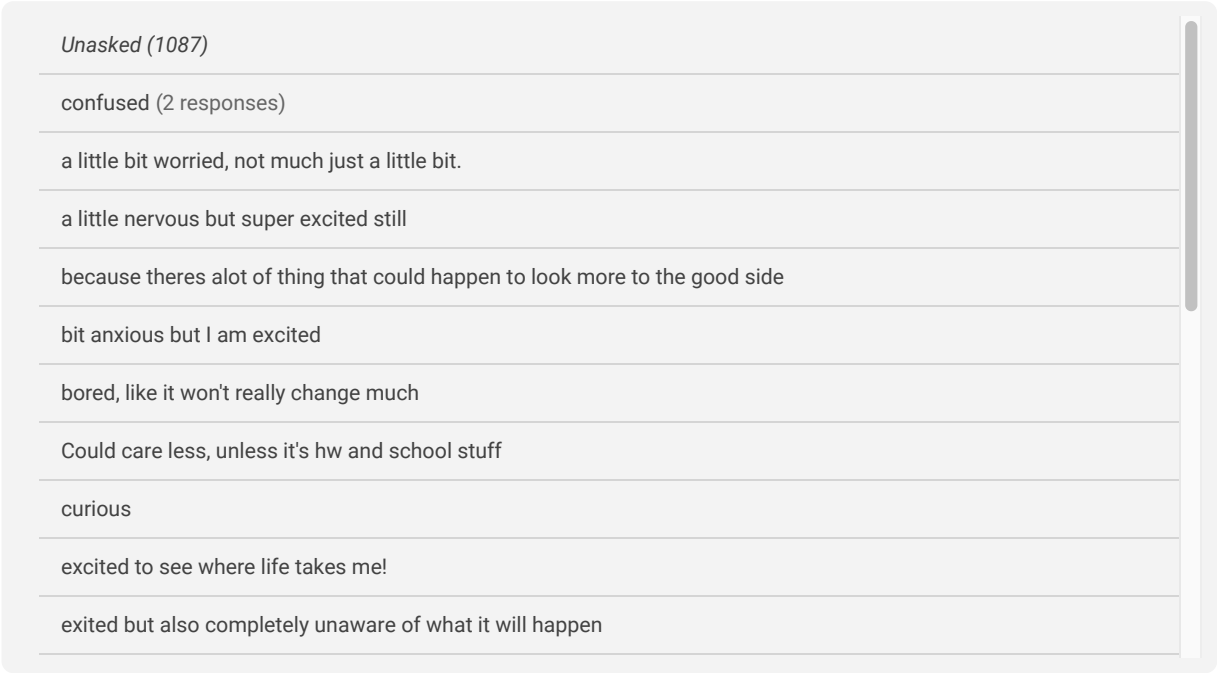 Unasked (1087)
confused (2 responses)
a little bit worried, not much just a little bit.
a little nervous but super excited still
because theres alot of thing that could happen to look more to the good side
bit anxious but I am excited
bored, like it won't really change much
Could care less, unless it's hw and school stuff
curious
excited to see where life takes me!
exited but also completely unaware of what it will happen